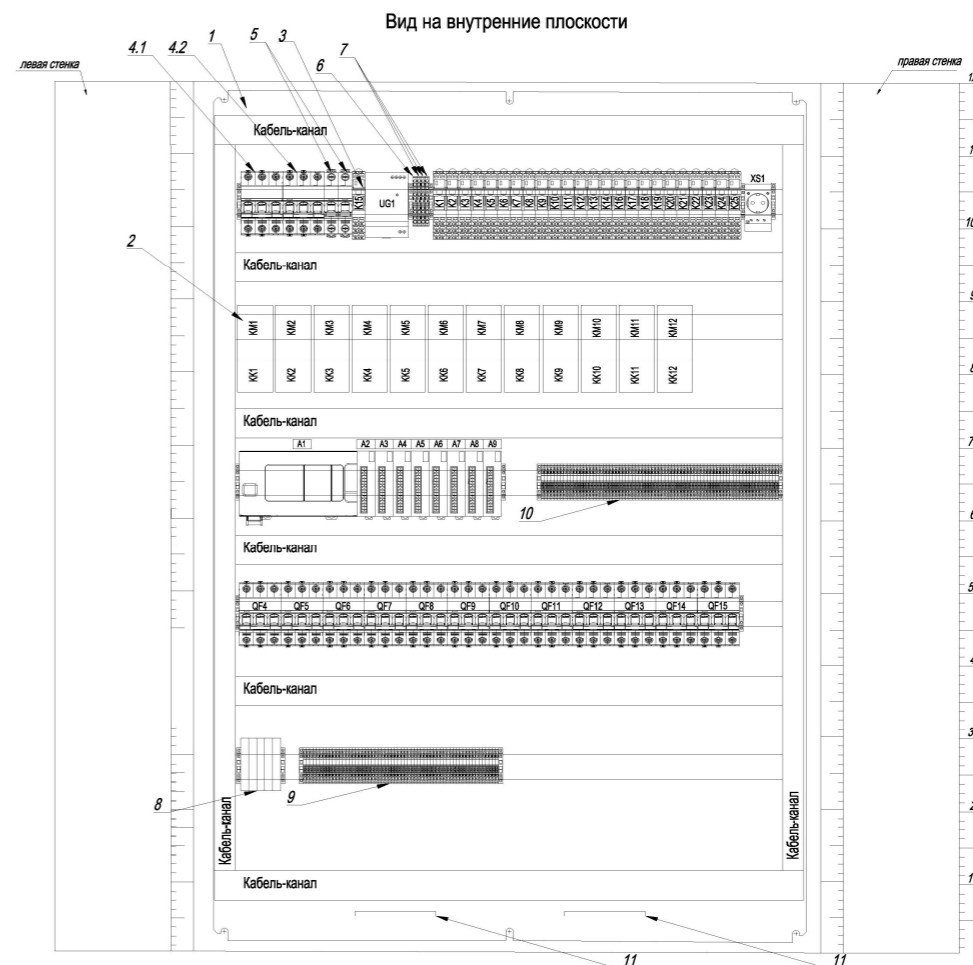 Вид на внутренние плоскости
левая стенка
4.1
4.2
1
5
3
6
7
правая стенка
Кабель-канал
K15
UG1
K1 K2 K3 K4 K5 K6 K7 K8 K9 K10 K11 K12 K13 K14 K16 K17 K18 K19 K20 K21 K22 K23 K24 K25
XS1
2
Кабель-канал
KM1 KM2 KM3 KM4 KM5 KM6 KM7 KM8 KM9 KM10 KM11 KM12
KK1 KK2 KK3 KK4 KK5 KK6 KK7 KK8 KK9 KK10 KK11 KK12
Кабель-канал
A1 A2 A3 A4 A5 A6 A7 A8 A9
10
Кабель-канал
QF4 QF5 QF6 QF7 QF8 QF9 QF10 QF11 QF12 QF13 QF14 QF15
Кабель-канал
8
9
Кабель-канал
Кабель-канал
Кабель-канал
11
11